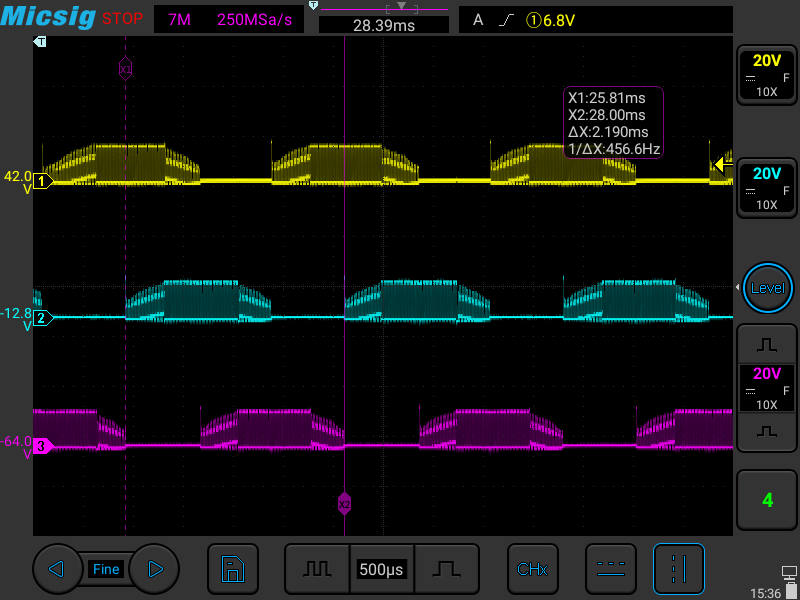 Micsig STOP 7M 250MSa/s T 28.39ms A 1 6.8V
T
X1
X1:25.81ms
X2:28.00ms
ΔX:2.190ms
1/ΔX:456.6Hz
42.0
V
1
-12.8
V
2
-64.0
V
3
X2
20V
F
10X
20V
F
10X
Level
20V
F
10X
4
Fine
500μs
CHx
15:36